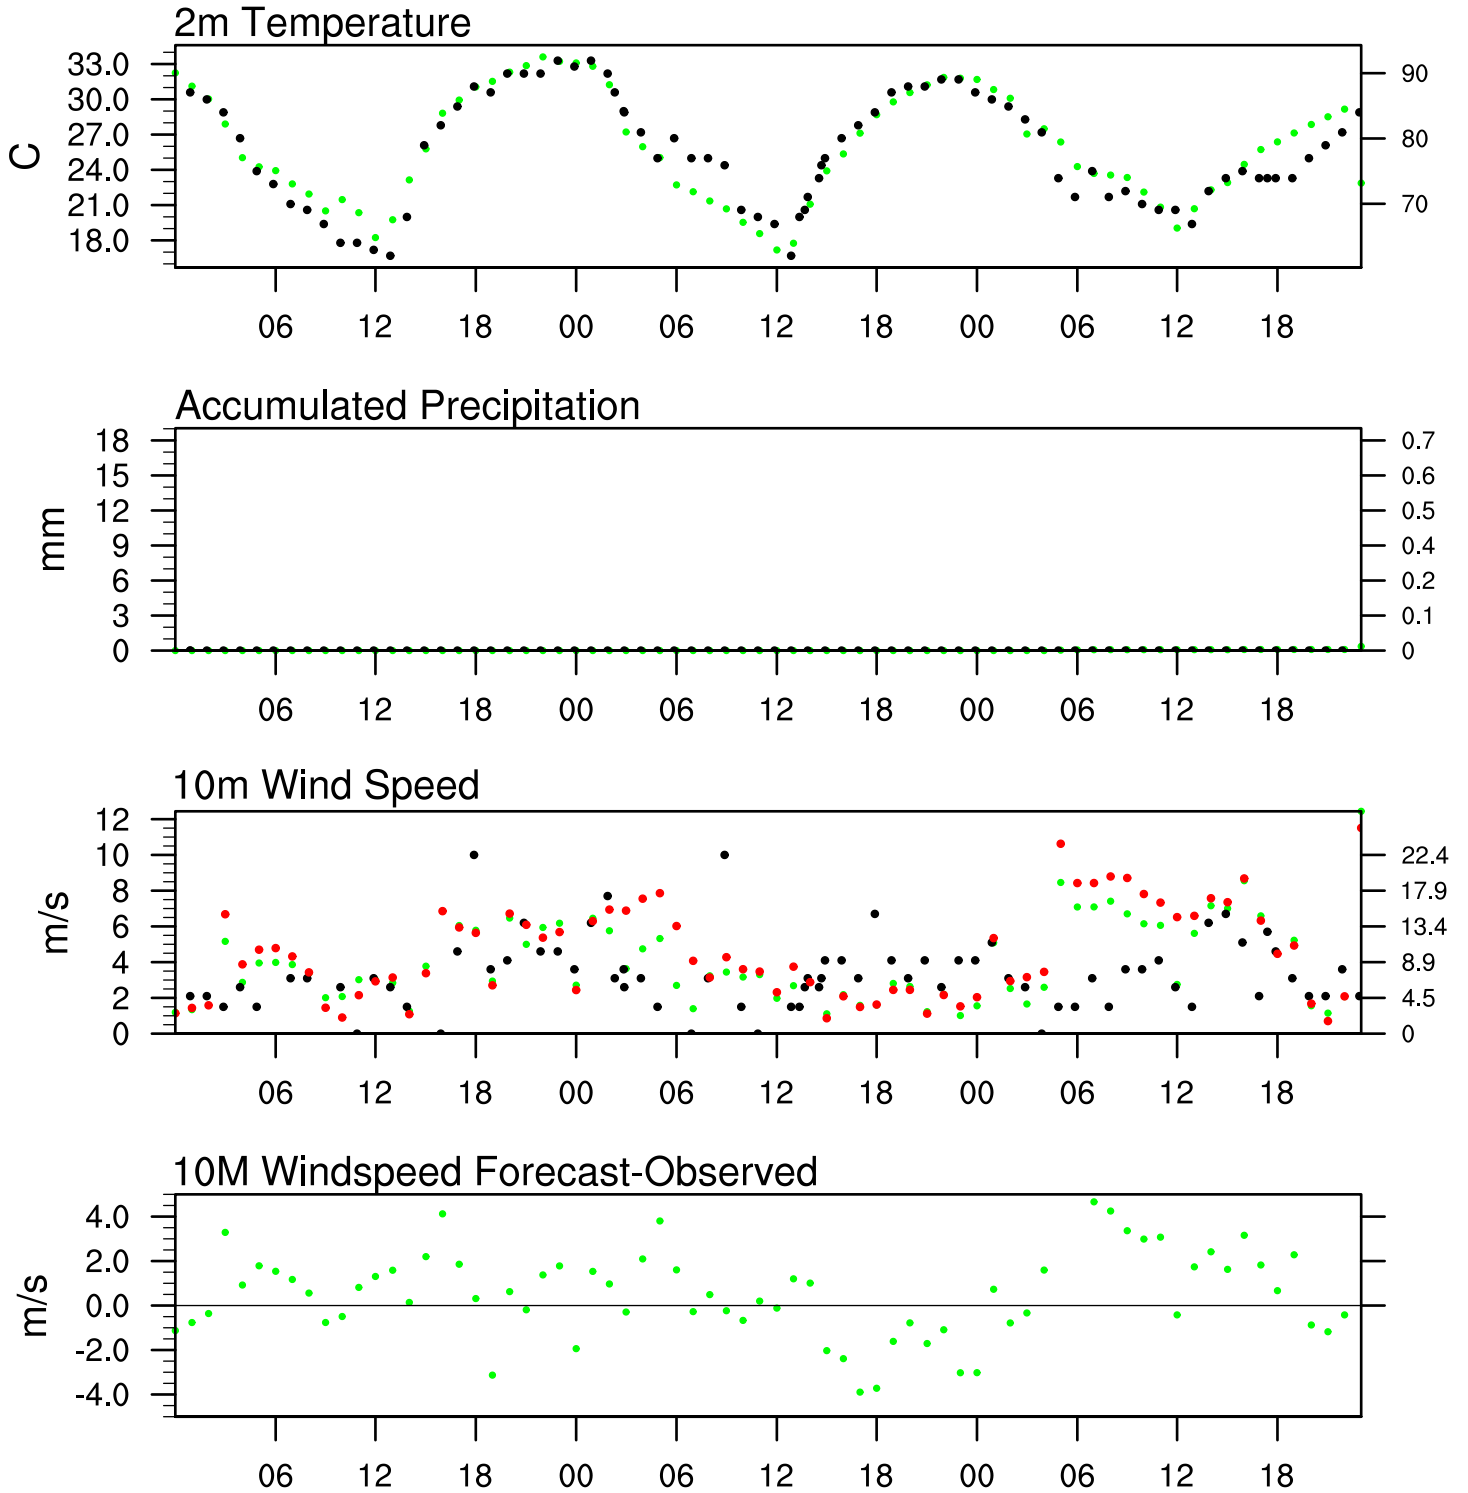 2m Temperature
33.0 90
30.0
27.0 80
C
24.0
21.0 70
18.0
06 12 18 00 06 12 18 00 06 12 18
Accumulated Precipitation
18 0.7
15 0.6
12 0.5
mm
9 0.4
6 0.2
3 0.1
0 0
06 12 18 00 06 12 18 00 06 12 18
10m Wind Speed
12
10 22.4
8 17.9
m/s
6 13.4
4 8.9
2 4.5
0 0
06 12 18 00 06 12 18 00 06 12 18
10M Windspeed Forecast-Observed
4.0
2.0
m/s
0.0
-2.0
-4.0
06 12 18 00 06 12 18 00 06 12 18